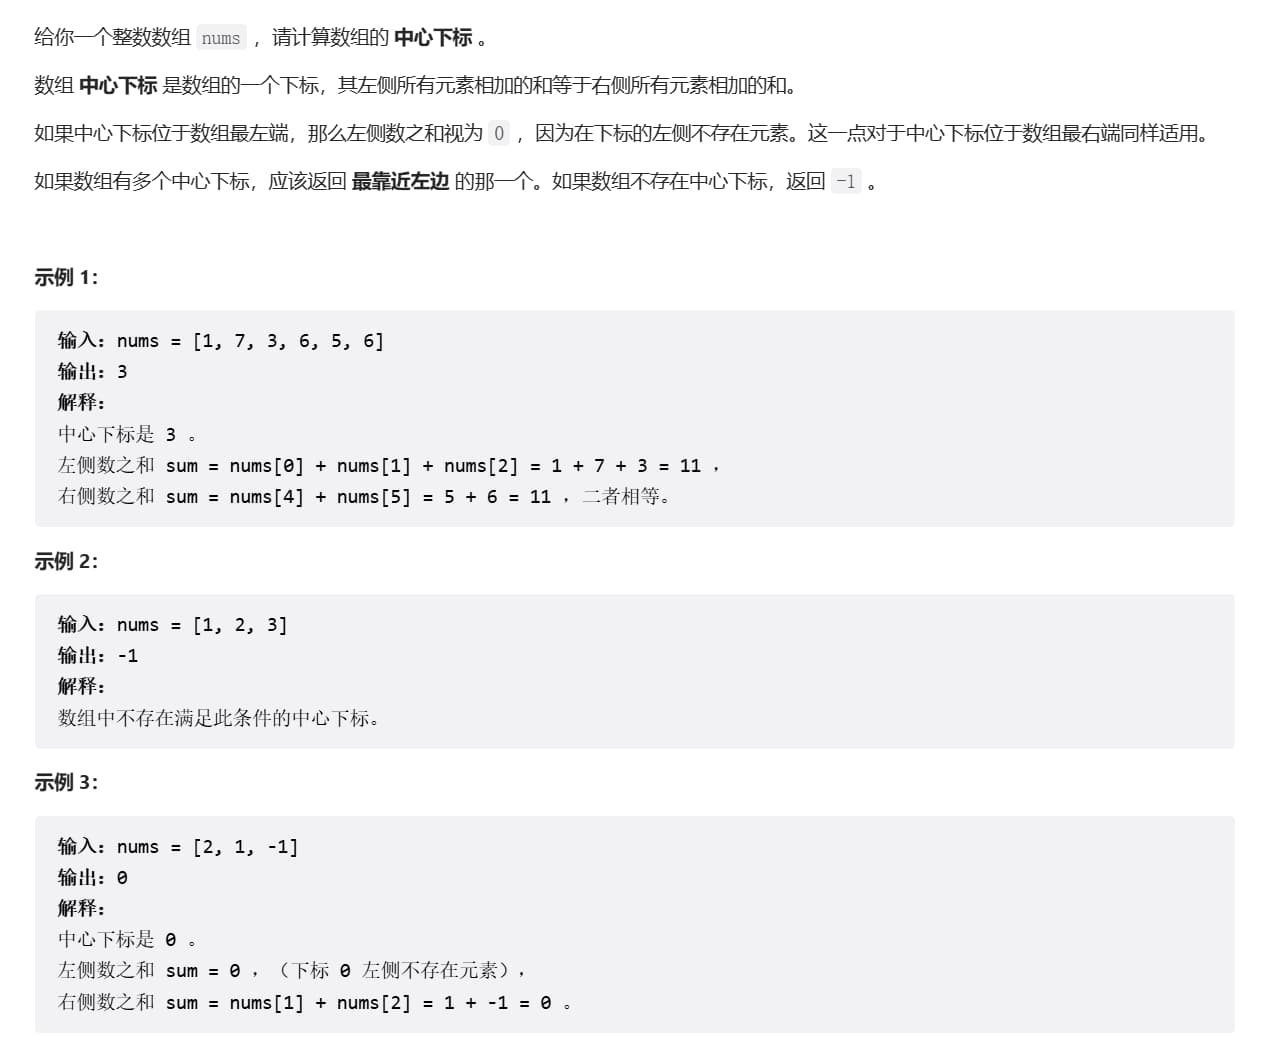 给你一个整数数组 nums ，请计算数组的 中心下标 。
数组 中心下标 是数组的一个下标，其左侧所有元素相加的和等于右侧所有元素相加的和。
如果中心下标位于数组最左端，那么左侧数之和视为 0 ，因为在下标的左侧不存在元素。这一点对于中心下标位于数组最右端同样适用。
如果数组有多个中心下标，应该返回 最靠近左边 的那一个。如果数组不存在中心下标，返回 -1 。
示例 1：
输入：nums = [1, 7, 3, 6, 5, 6]
输出：3
解释：
中心下标是 3 。
左侧数之和 sum = nums[0] + nums[1] + nums[2] = 1 + 7 + 3 = 11 ，
右侧数之和 sum = nums[4] + nums[5] = 5 + 6 = 11 ，二者相等。
示例 2：
输入：nums = [1, 2, 3]
输出：-1
解释：
数组中不存在满足此条件的中心下标。
示例 3：
输入：nums = [2, 1, -1]
输出：0
解释：
中心下标是 0 。
左侧数之和 sum = 0 ，（下标 0 左侧不存在元素），
右侧数之和 sum = nums[1] + nums[2] = 1 + -1 = 0 。